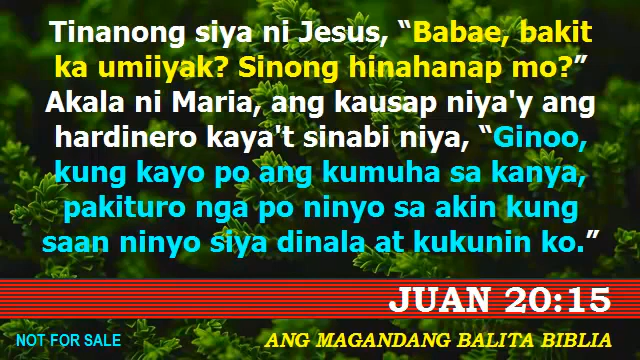 Tinanong siya ni Jesus, “Babae, bakit
ka umiiyak? Sinong hinahanap mo?”
Akala ni Maria, ang kausap niya'y ang
hardinero kaya't sinabi niya, “Ginoo,
kung kayo po ang kumuha sa kanya,
pakituro nga po ninyo sa akin kung
saan ninyo siya dinala at kukunin ko.”
JUAN 20:15
NOT FOR SALE
ANG MAGANDANG BALITA BIBLIA